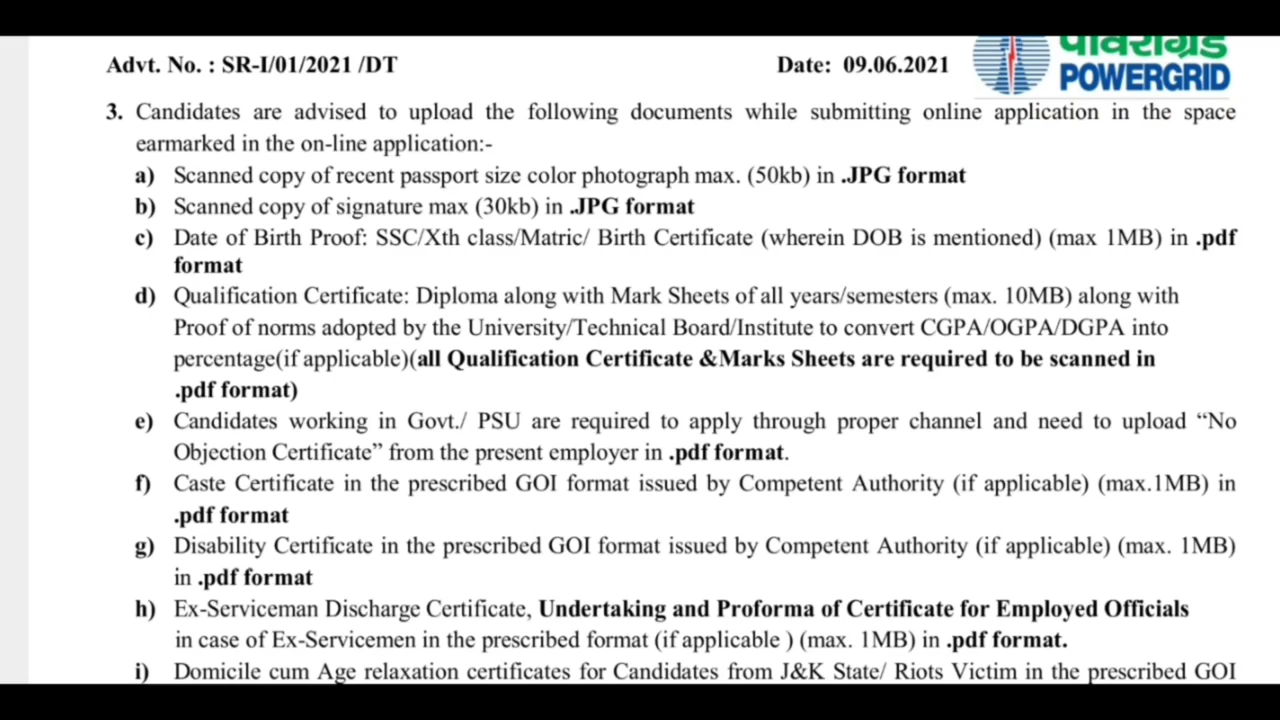 पावरग्रिड
Advt. No. : SR-I/01/2021 /DT Date: 09.06.2021 POWERGRID
3. Candidates are advised to upload the following documents while submitting online application in the space
earmarked in the on-line application:-
a) Scanned copy of recent passport size color photograph max. (50kb) in .JPG format
b) Scanned copy of signature max (30kb) in .JPG format
c) Date of Birth Proof: SSC/Xth class/Matric/ Birth Certificate (wherein DOB is mentioned) (max 1MB) in .pdf
format
d) Qualification Certificate: Diploma along with Mark Sheets of all years/semesters (max. 10MB) along with
Proof of norms adopted by the University/Technical Board/Institute to convert CGPA/OGPA/DGPA into
percentage(if applicable)(all Qualification Certificate &Marks Sheets are required to be scanned in
.pdf format)
e) Candidates working in Govt./ PSU are required to apply through proper channel and need to upload “No
Objection Certificate” from the present employer in .pdf format.
f) Caste Certificate in the prescribed GOI format issued by Competent Authority (if applicable) (max.1MB) in
.pdf format
g) Disability Certificate in the prescribed GOI format issued by Competent Authority (if applicable) (max. 1MB)
in .pdf format
h) Ex-Serviceman Discharge Certificate, Undertaking and Proforma of Certificate for Employed Officials
in case of Ex-Servicemen in the prescribed format (if applicable ) (max. 1MB) in .pdf format.
i) Domicile cum Age relaxation certificates for Candidates from J&K State/ Riots Victim in the prescribed GOI